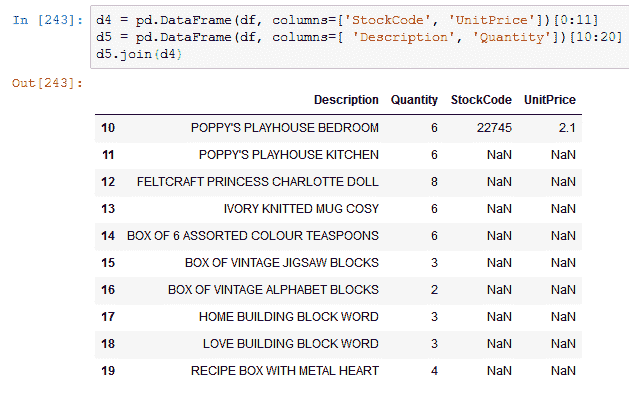 In [243]: d4 = pd.DataFrame(df, columns=['StockCode', 'UnitPrice'])[0:11]
d5 = pd.DataFrame(df, columns=[ 'Description', 'Quantity'])[10:20]
d5.join{d4}
Out[243]:
Description Quantity StockCode UnitPrice
10 POPPY'S PLAYHOUSE BEDROOM 6 22745 2.1
11 POPPY'S PLAYHOUSE KITCHEN 6 NaN NaN
12 FELTCRAFT PRINCESS CHARLOTTE DOLL 8 NaN NaN
13 IVORY KNITTED MUG COSY 6 NaN NaN
14 BOX OF 6 ASSORTED COLOUR TEASPOONS 6 NaN NaN
15 BOX OF VINTAGE JIGSAW BLOCKS 3 NaN NaN
16 BOX OF VINTAGE ALPHABET BLOCKS 2 NaN NaN
17 HOME BUILDING BLOCK WORD 3 NaN NaN
18 LOVE BUILDING BLOCK WORD 3 NaN NaN
19 RECIPE BOX WITH METAL HEART 4 NaN NaN